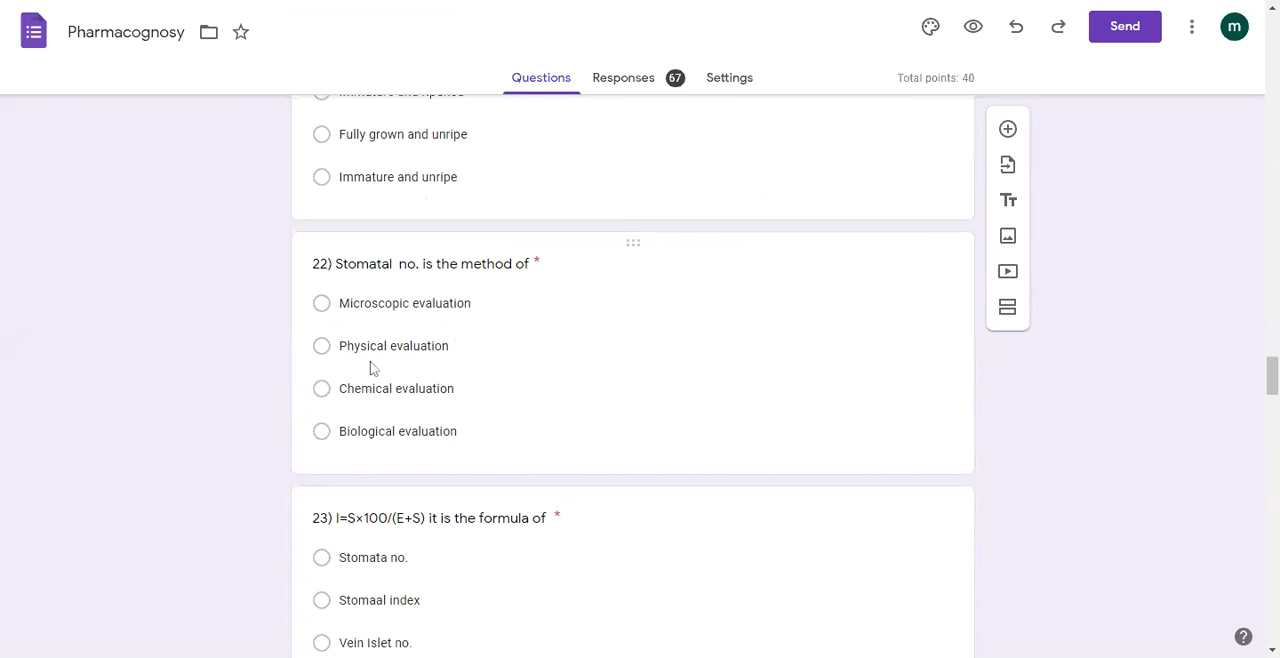 Pharmacognosy
Send
m
Questions
Responses 67
Settings
Total points: 40
Immature and
Fully grown and unripe
Immature and unripe
22) Stomatal no. is the method of *
Microscopic evaluation
Physical evaluation
Chemical evaluation
Biological evaluation
23) I=S×100/(E+S) it is the formula of *
Stomata no.
Stomaal index
Vein Islet no.